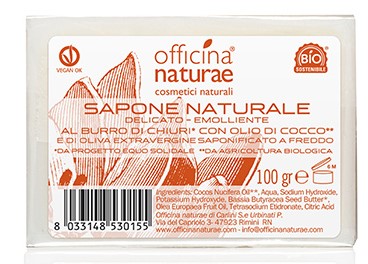 VEGAN OK
officina®
naturae
cosmetici naturali
BIO
SOSTENIBILE
SAPONE NATURALE
DELICATO - EMOLLIENTE
AL BURRO DI CHIURI* CON OLIO DI COCCO**
E DI OLIVA EXTRAVERGINE SAPONIFICATO A FREDDO
*DA PROGETTO EQUO SOLIDALE **DA AGRICOLTURA BIOLOGICA
100 gr e
6 M
Ingredients: Cocos Nucifera Oil**, Aqua, Sodium Hydroxide,
Potassium Hydroxyde, Bassia Butyracea Seed Butter*,
Oleo Europaea Fruit Oil, Tetrasodium Etidronate, Citric Acid
Officina naturae di Carlini S.e Urbinati P.
Via del Capriolo 3- 47923 Rimini RN
www.officinanaturae.com / info@officinanaturae.com
8 033148 530155